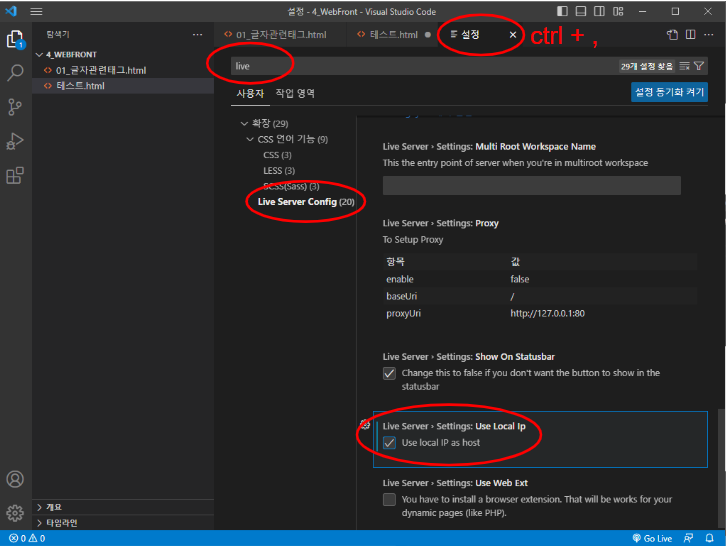 설정 - 4_WebFront - Visual Studio Code
탐색기
01_글자관련태그.html
테스트.html
설정
ctrl + ,
4_WEBFRONT
01_글자관련태그.html
테스트.html
live
29개 설정 찾음
사용자
작업 영역
설정 동기화 켜기
확장 (29)
CSS 언어 기능 (9)
CSS (3)
LESS (3)
SCSS(Sass) (3)
Live Server Config (20)
Live Server › Settings: Multi Root Workspace Name
This the entry point of server when you're in multiroot workspace
Live Server › Settings: Proxy
To Setup Proxy
항목 값
enable false
baseUri /
proxyUri http://127.0.0.1:80
Live Server › Settings: Show On Statusbar
Change this to false if you don't want the button to show in the
statusbar
Live Server › Settings: Use Local Ip
Use local IP as host
Live Server › Settings: Use Web Ext
You have to install a browser extension. That will be works for your
dynamic pages (like PHP).
개요
타임라인
0 0
Go Live